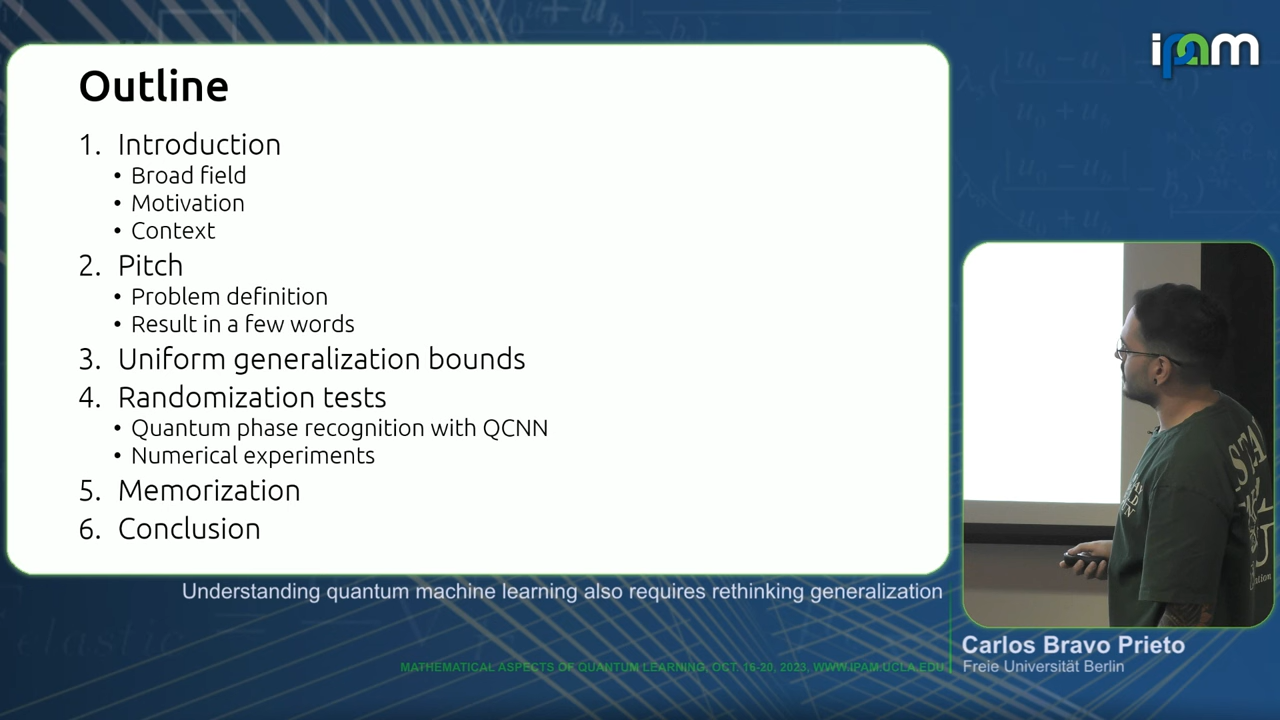 Outline
1. Introduction
• Broad field
• Motivation
• Context
2. Pitch
• Problem definition
• Result in a few words
3. Uniform generalization bounds
4. Randomization tests
• Quantum phase recognition with QCNN
• Numerical experiments
5. Memorization
6. Conclusion
ipam
Understanding quantum machine learning also requires rethinking generalization
Carlos Bravo Prieto
Freie Universität Berlin
MATHEMATICAL ASPECTS OF QUANTUM LEARNING, OCT. 16-20, 2023, WWW.IPAM.UCLA.EDU
elastic